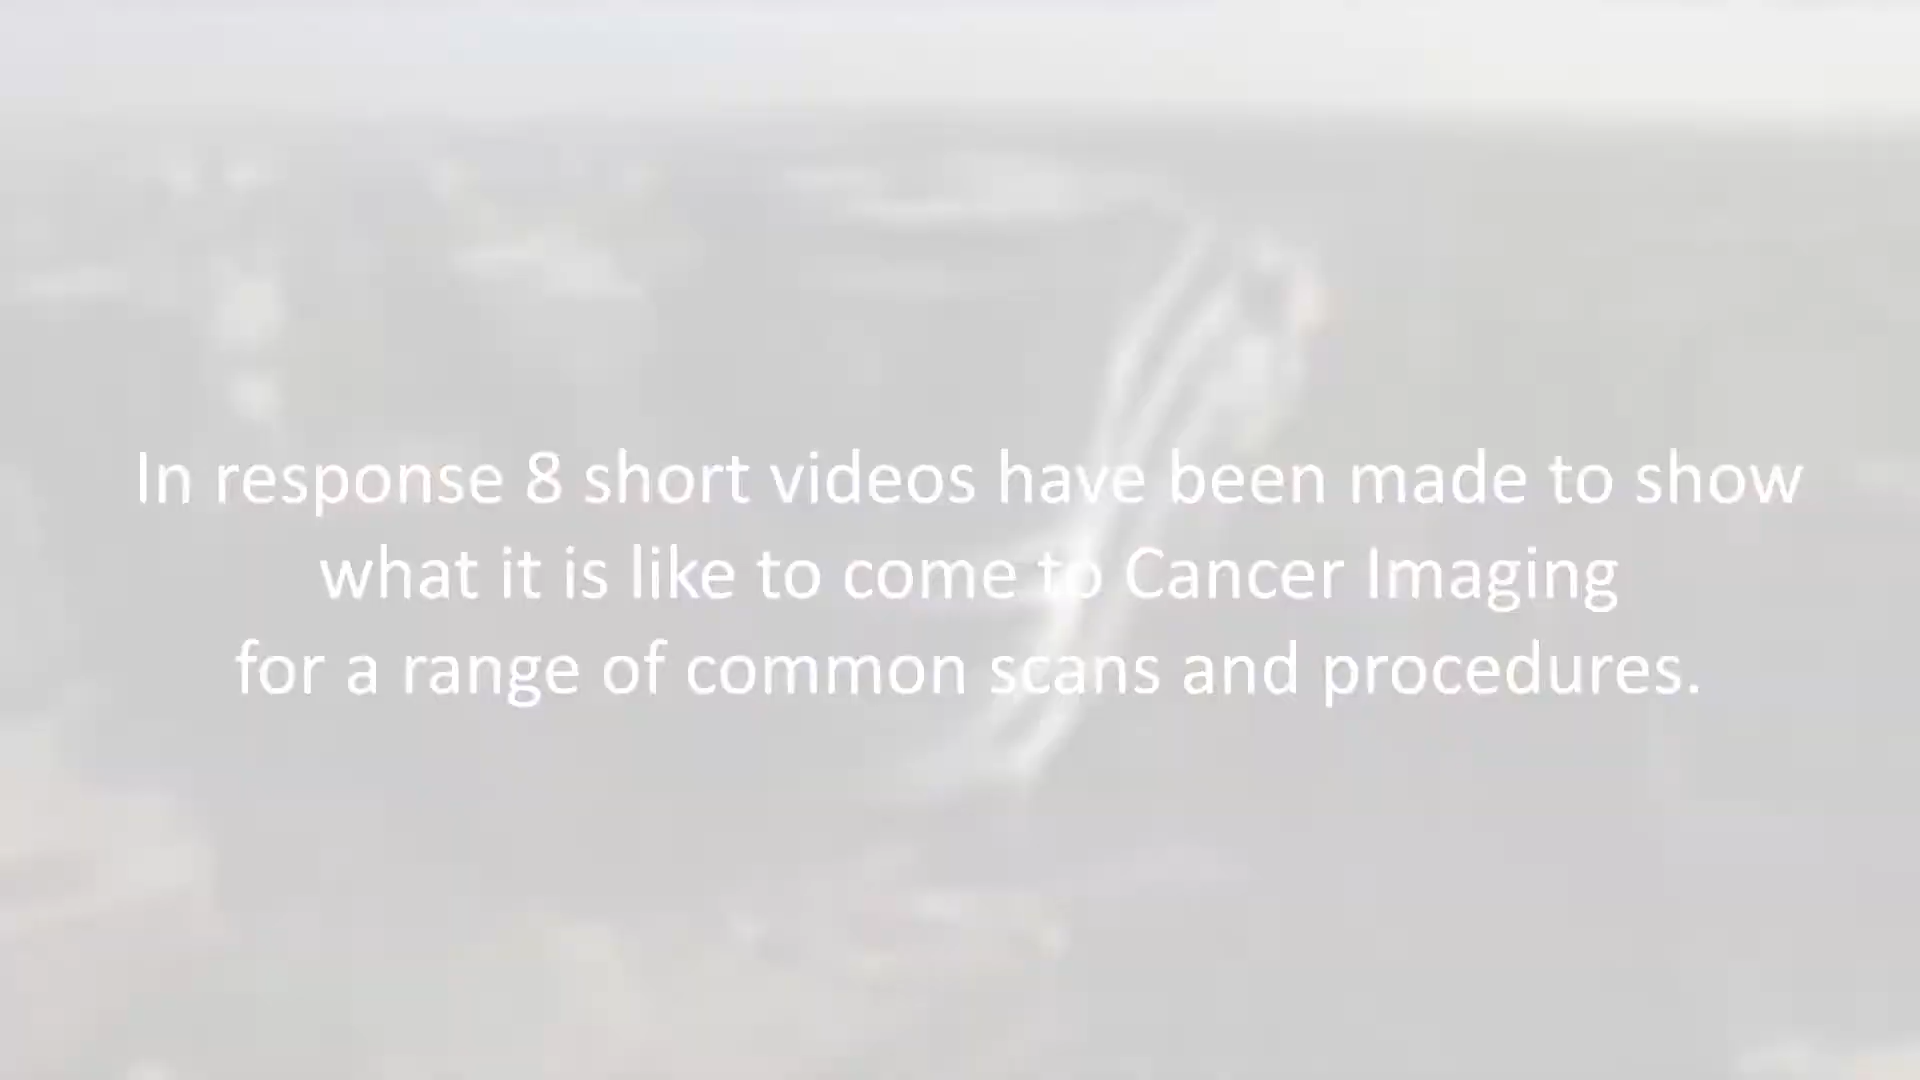 In response 8 short videos have been made to show
what it is like to come to Cancer Imaging
for a range of common scans and procedures.